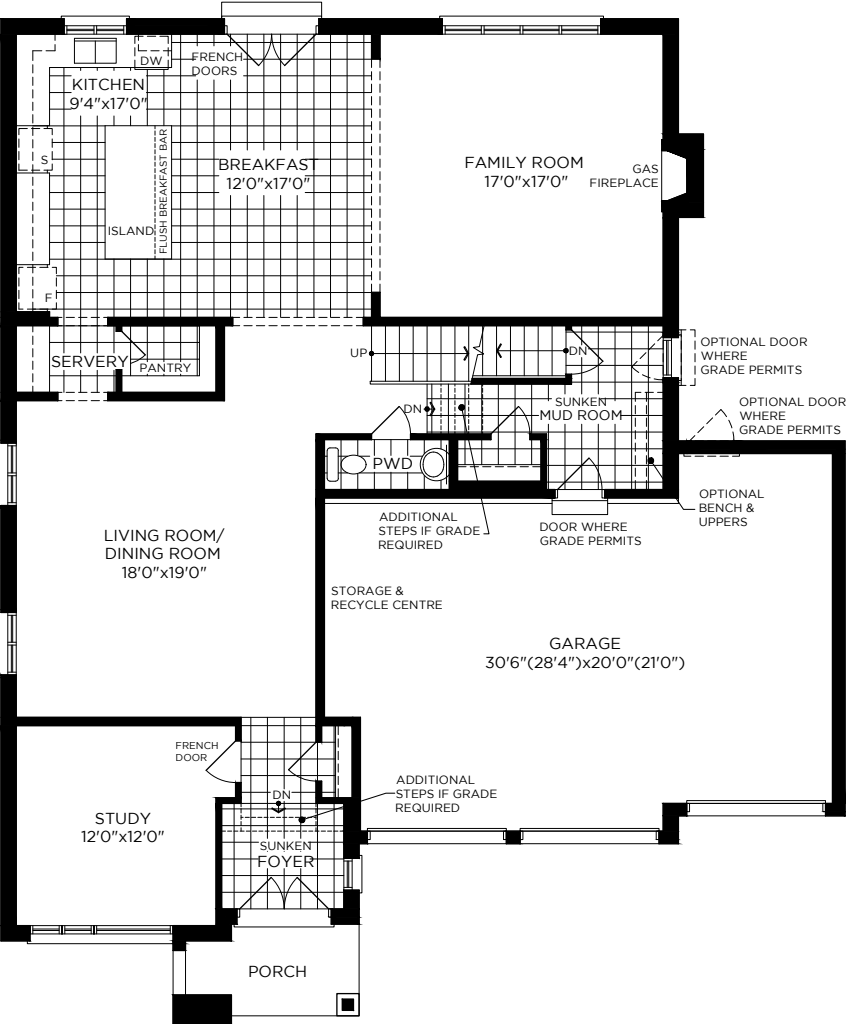 DW
FRENCH
DOORS
KITCHEN
9'4"x17'0"
S
FLUSH BREAKFAST BAR
ISLAND
F
BREAKFAST
12'0"x17'0"
FAMILY ROOM
17'0"x17'0"
GAS
FIREPLACE
SERVERY
PANTRY
UP
DN
OPTIONAL DOOR
WHERE
GRADE PERMITS
DN
SUNKEN
MUD ROOM
OPTIONAL DOOR
WHERE
GRADE PERMITS
PWD
OPTIONAL
BENCH &
UPPERS
ADDITIONAL
STEPS IF GRADE
REQUIRED
DOOR WHERE
GRADE PERMITS
LIVING ROOM/
DINING ROOM
18'0"x19'0"
STORAGE &
RECYCLE CENTRE
GARAGE
30'6"(28'4")x20'0"(21'0")
FRENCH
DOOR
DN
ADDITIONAL
STEPS IF GRADE
REQUIRED
STUDY
12'0"x12'0"
SUNKEN
FOYER
PORCH